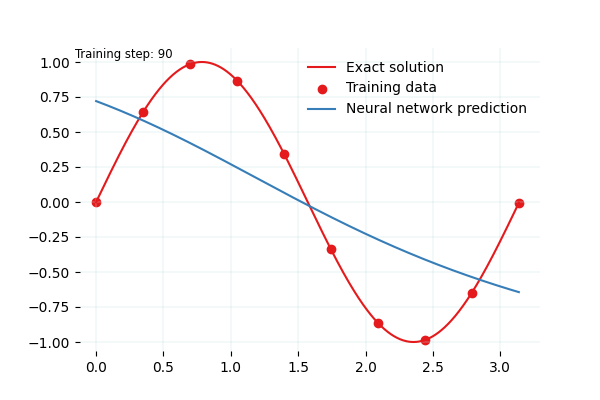 Training step: 90
Exact solution
Training data
Neural network prediction
1.00
0.75
0.50
0.25
0.00
−0.25
−0.50
−0.75
−1.00
0.0 0.5 1.0 1.5 2.0 2.5 3.0